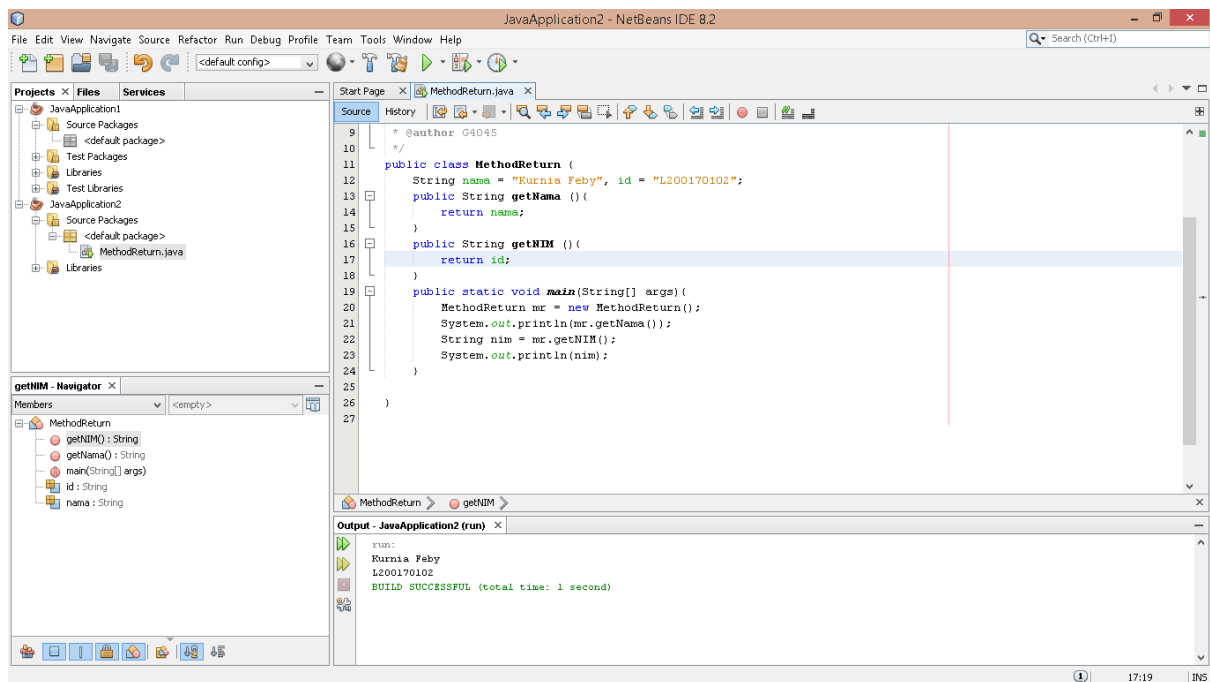 JavaApplication2 - NetBeans IDE 8.2
File Edit View Navigate Source Refactor Run Debug Profile Team Tools Window Help
Search (Ctrl+I)
<default config>
Projects × Files Services
JavaApplication1
Source Packages
<default package>
Test Packages
Libraries
Test Libraries
JavaApplication2
Source Packages
<default package>
MethodReturn.java
Libraries
getNIM - Navigator ×
Members <empty>
MethodReturn
getNIM() : String
getNama() : String
main(String[] args)
id : String
nama : String
Start Page × MethodReturn.java ×
Source History
9 * @author G4045
10 */
11 public class MethodReturn {
12 String nama = "Kurnia Feby", id = "L200170102";
13 public String getNama (){
14 return nama;
15 }
16 public String getNIM (){
17 return id;
18 }
19 public static void main(String[] args){
20 MethodReturn mr = new MethodReturn();
21 System.out.println(mr.getNama());
22 String nim = mr.getNIM();
23 System.out.println(nim);
24 }
25
26 }
27
MethodReturn getNIM
Output - JavaApplication2 (run) ×
run:
Kurnia Feby
L200170102
BUILD SUCCESSFUL (total time: 1 second)
1 17:19 INS